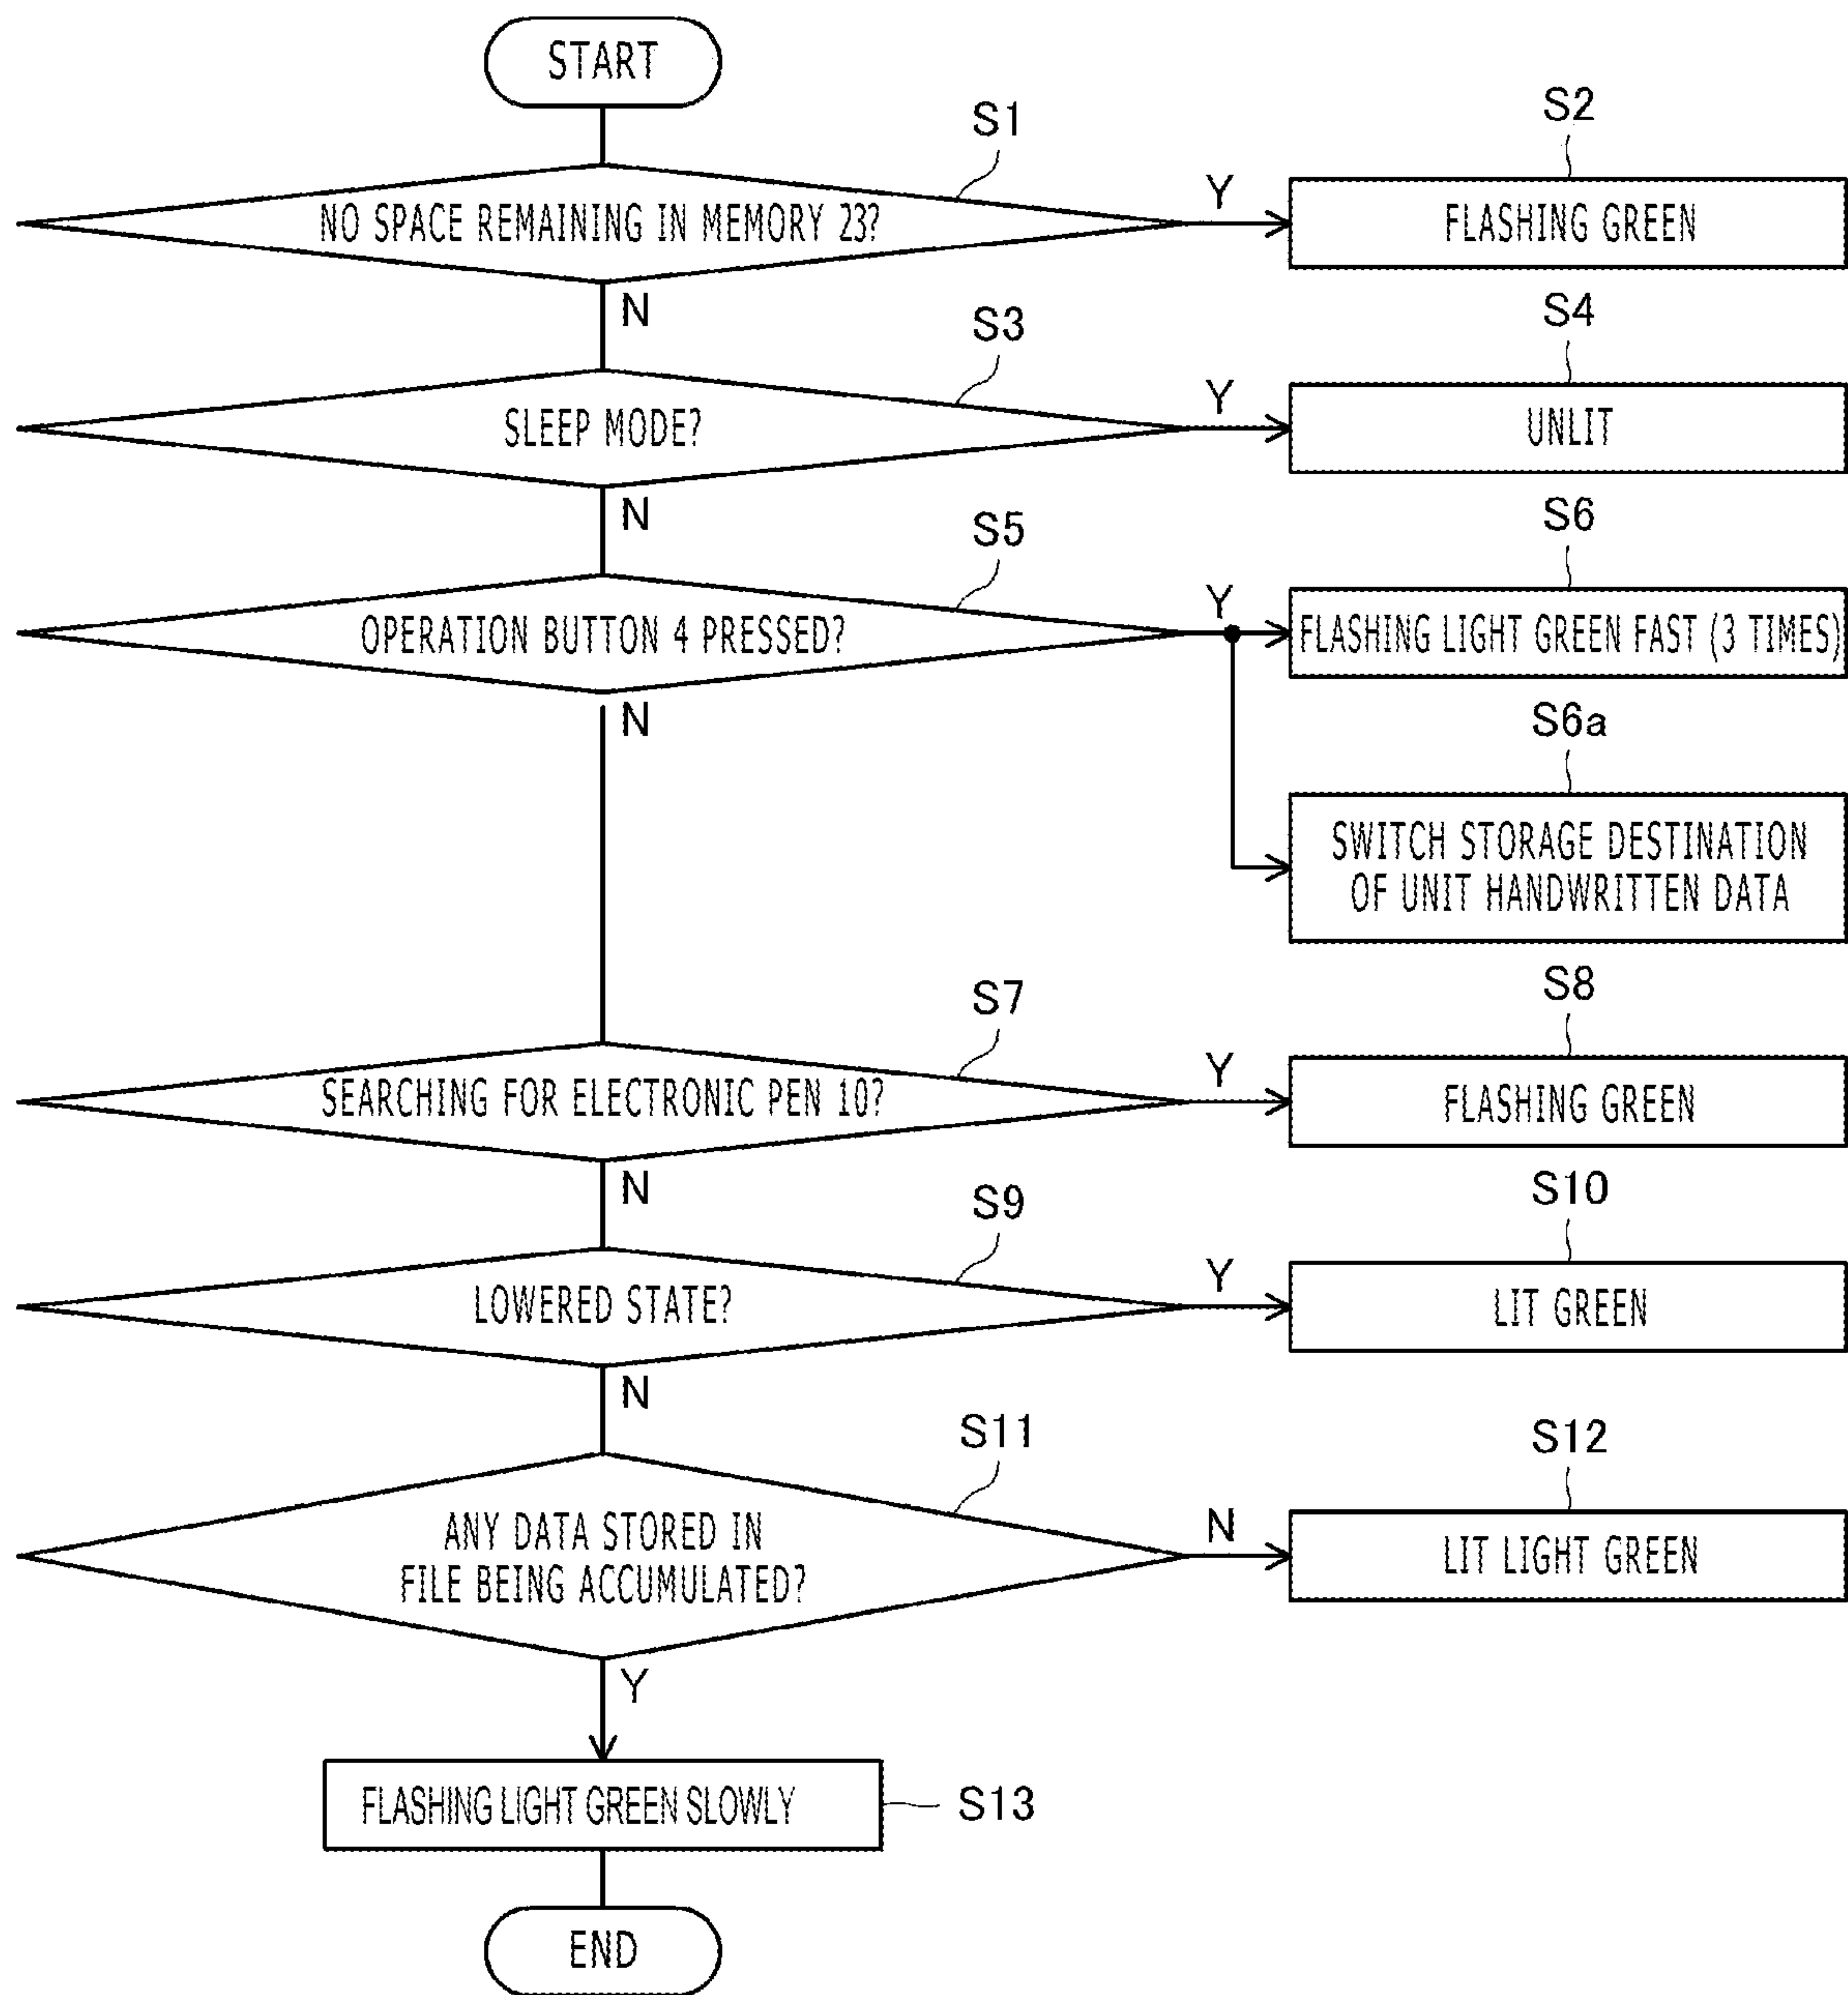 START
S1
S2
NO SPACE REMAINING IN MEMORY 23?
Y
FLASHING GREEN
N
S3
S4
SLEEP MODE?
Y
UNLIT
N
S5
S6
OPERATION BUTTON 4 PRESSED?
Y
FLASHING LIGHT GREEN FAST (3 TIMES)
N
S6a
SWITCH STORAGE DESTINATION
OF UNIT HANDWRITTEN DATA
S7
S8
SEARCHING FOR ELECTRONIC PEN 10?
Y
FLASHING GREEN
N
S9
S10
LOWERED STATE?
Y
LIT GREEN
N
S11
S12
ANY DATA STORED IN
FILE BEING ACCUMULATED?
N
LIT LIGHT GREEN
Y
FLASHING LIGHT GREEN SLOWLY
S13
END